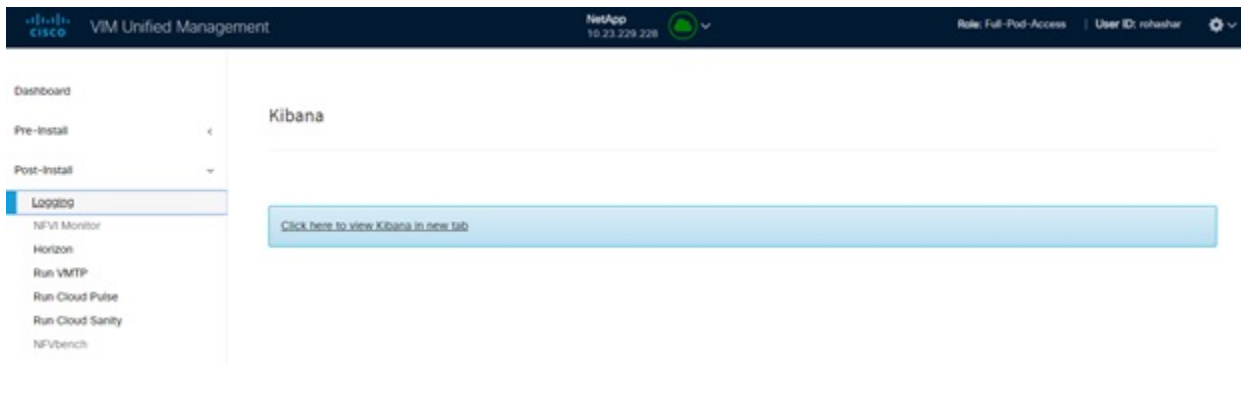 CISCO VIM Unified Management
NetApp
10.23.229.228
Role: Full-Pod-Access | User ID: rohashar
Dashboard
Pre-Install
Post-Install
Logging
NFVI Monitor
Horizon
Run VMTP
Run Cloud Pulse
Run Cloud Sanity
NFVbench
Kibana
Click here to view Kibana in new tab